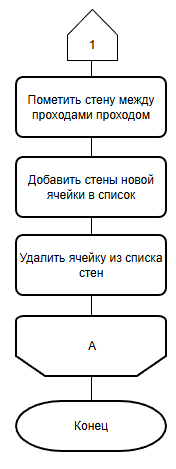 1
Пометить стену между
проходами проходом
Добавить стены новой
ячейки в список
Удалить ячейку из списка
стен
А
Конец